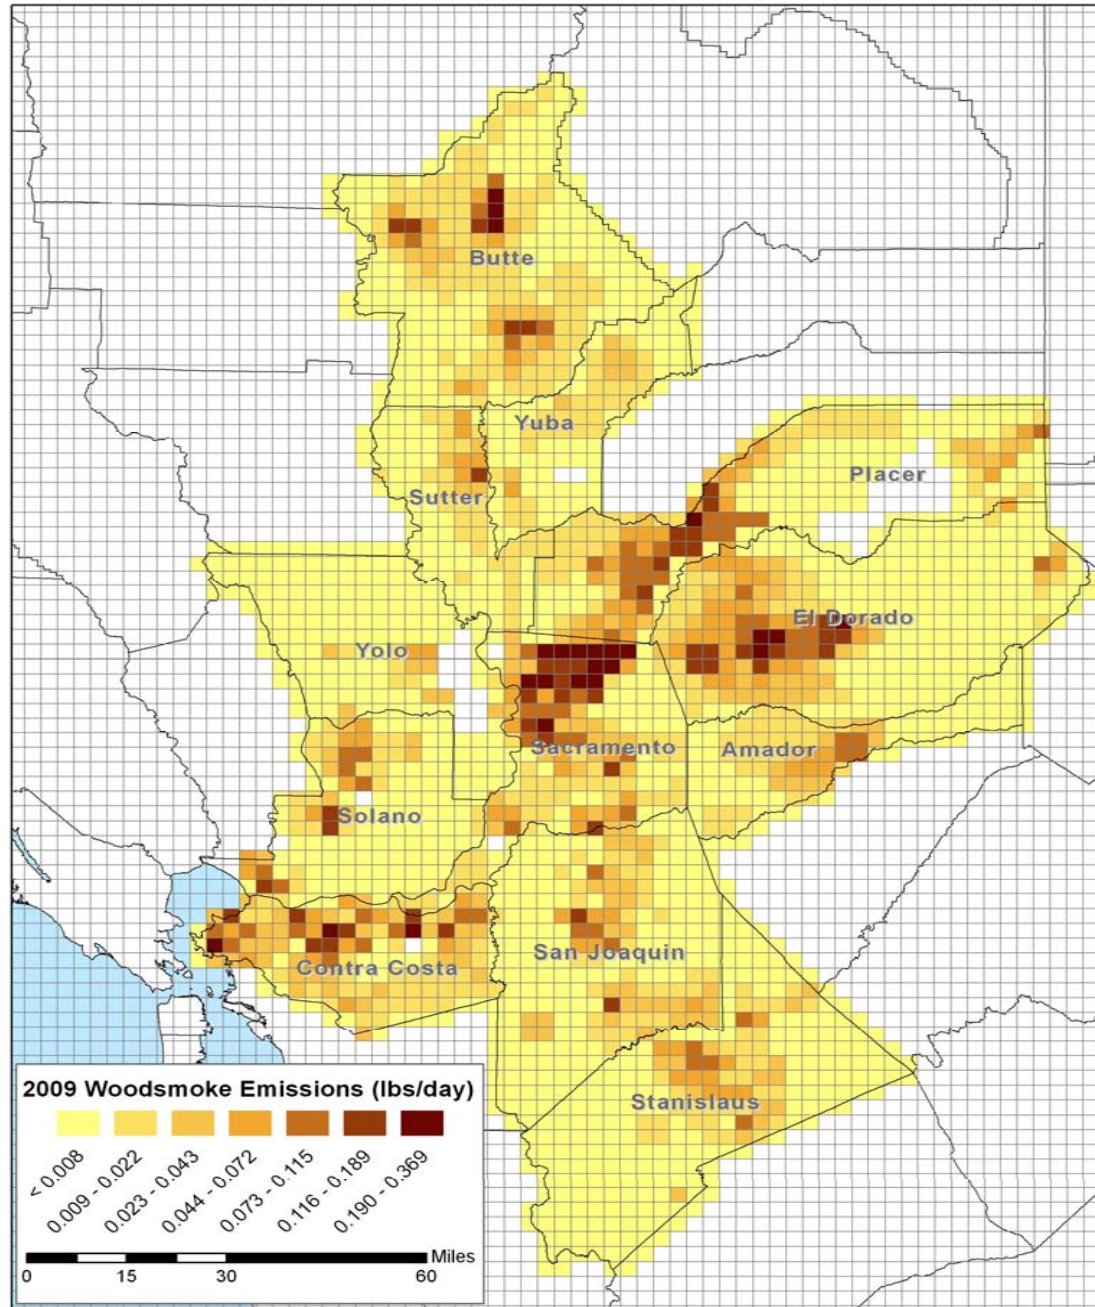 Butte
Yuba
Placer
Sutter
El Dorado
Yolo
Sacramento
Amador
Solano
San Joaquin
Contra Costa
Stanislaus
2009 Woodsmoke Emissions (lbs/day)
< 0.008
0.009 - 0.022
0.023 - 0.043
0.044 - 0.072
0.073 - 0.115
0.116 - 0.189
0.190 - 0.369
Miles
0 15 30 60